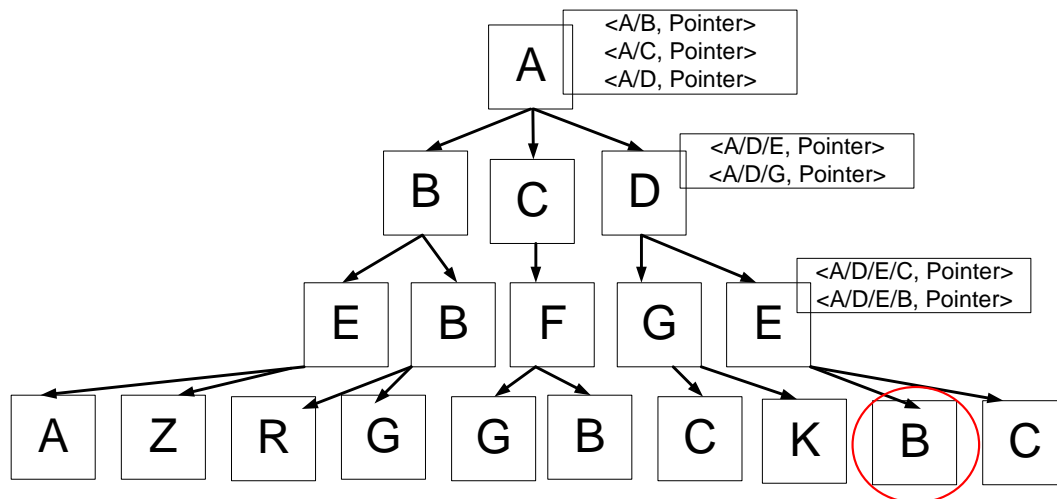 <A/B, Pointer>
<A/C, Pointer>
<A/D, Pointer>
A
<A/D/E, Pointer>
<A/D/G, Pointer>
B C D
<A/D/E/C, Pointer>
<A/D/E/B, Pointer>
E B F G E
A Z R G G B C K B C